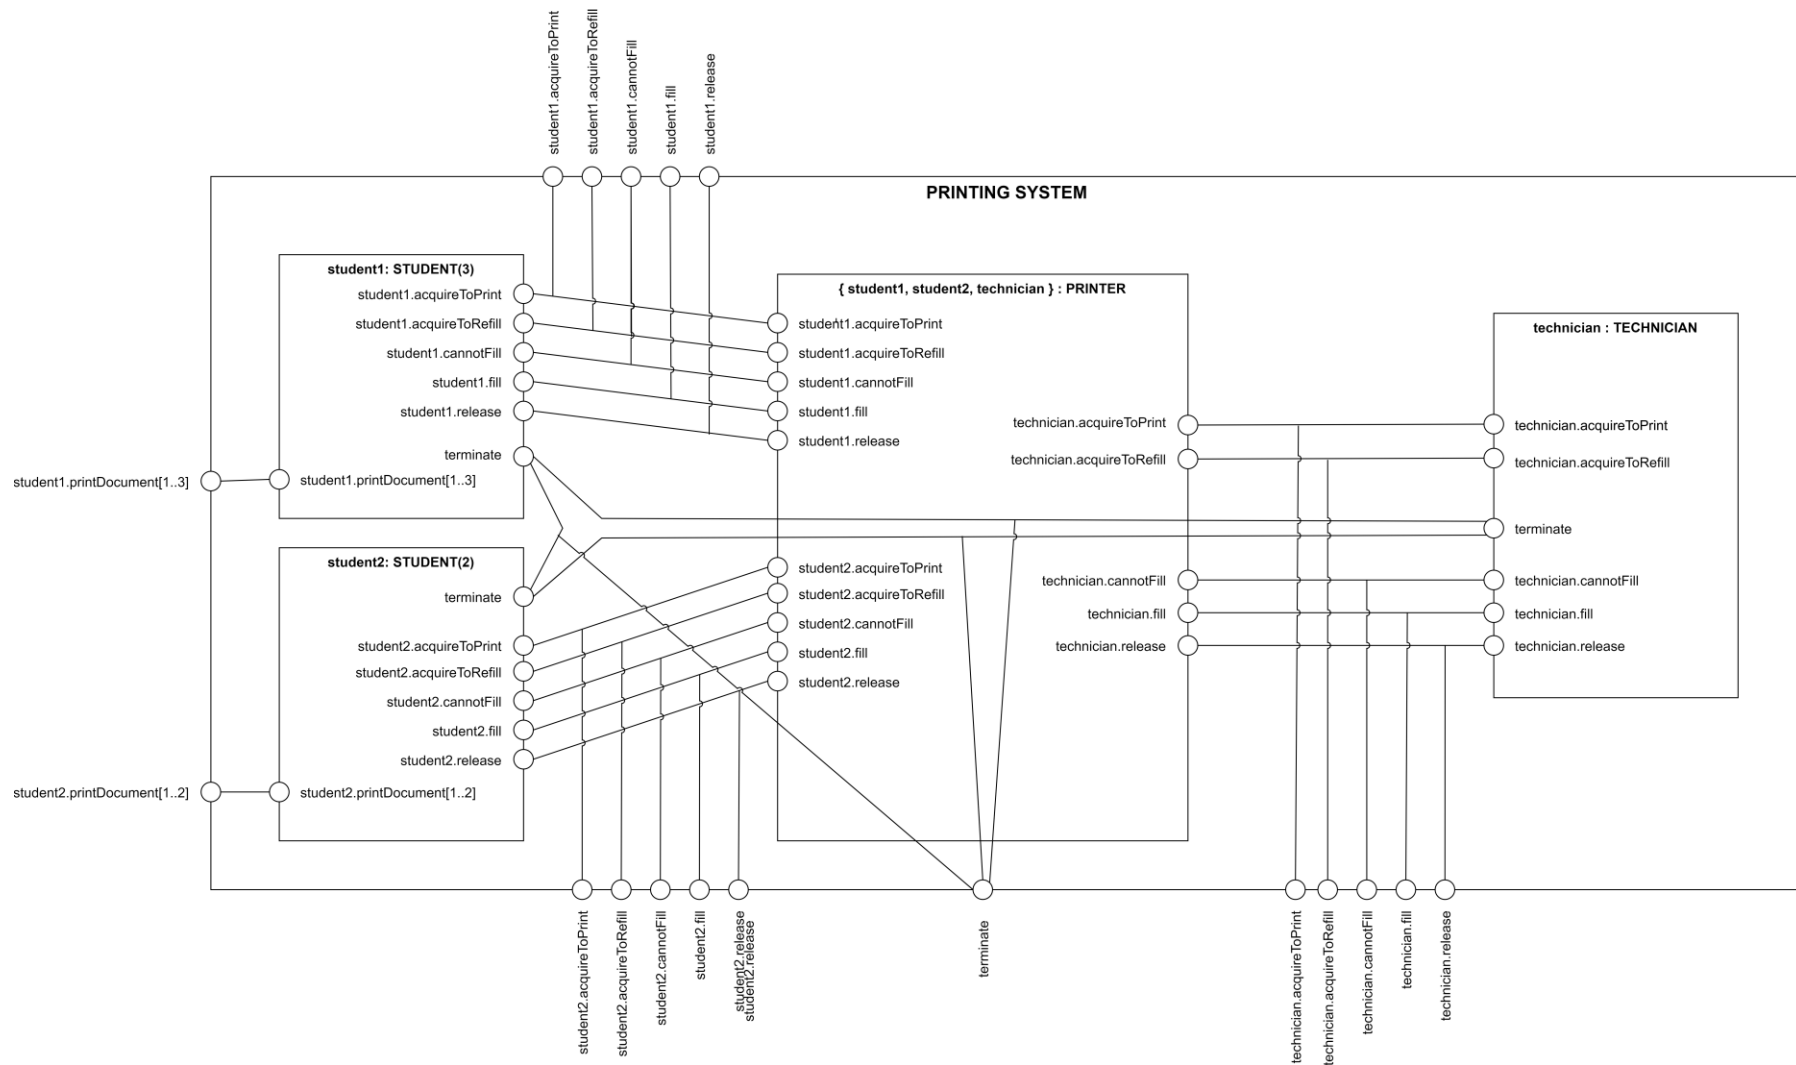 student1.acquireToPrint
student1.acquireToRefill
student1.cannotFill
student1.fill
student1.release
PRINTING SYSTEM
student1: STUDENT(3)
student1.acquireToPrint
student1.acquireToRefill
student1.cannotFill
student1.fill
student1.release
terminate
student1.printDocument[1..3]
student1.printDocument[1..3]
{ student1, student2, technician } : PRINTER
student1.acquireToPrint
student1.acquireToRefill
student1.cannotFill
student1.fill
student1.release
technician.acquireToPrint
technician.acquireToRefill
technician : TECHNICIAN
technician.acquireToPrint
technician.acquireToRefill
terminate
technician.cannotFill
technician.fill
technician.release
student2: STUDENT(2)
terminate
student2.acquireToPrint
student2.acquireToRefill
student2.cannotFill
student2.fill
student2.release
student2.printDocument[1..2]
student2.printDocument[1..2]
student2.acquireToPrint
student2.acquireToRefill
student2.cannotFill
student2.fill
student2.release
technician.cannotFill
technician.fill
technician.release
student2.acquireToPrint
student2.acquireToRefill
student2.cannotFill
student2.fill
student2.release
student2.release
terminate
technician.acquireToPrint
technician.acquireToRefill
technician.cannotFill
technician.fill
technician.release